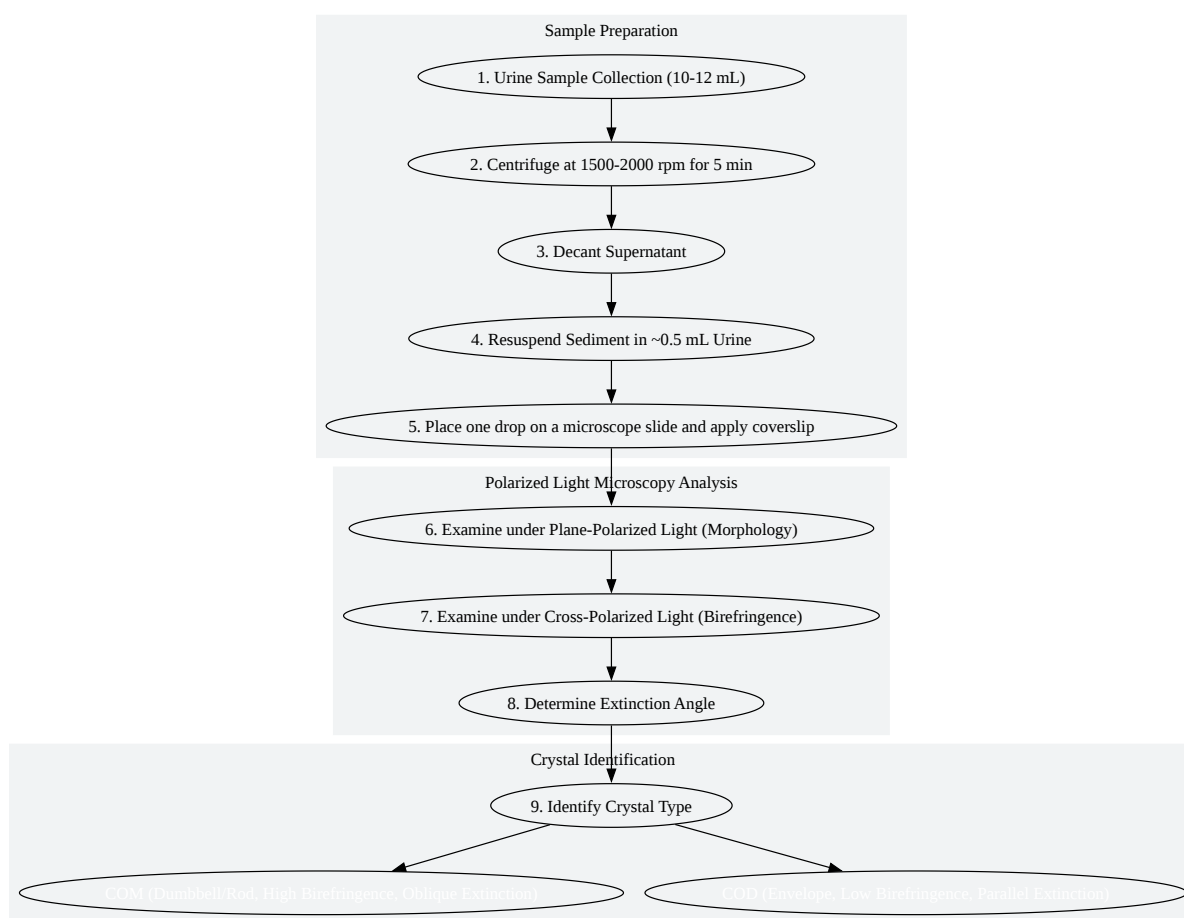 Sample Preparation
1. Urine Sample Collection (10-12 mL)
2. Centrifuge at 1500-2000 rpm for 5 min
3. Decant Supernatant
4. Resuspend Sediment in ~0.5 mL Urine
5. Place one drop on a microscope slide and apply coverslip
Polarized Light Microscopy Analysis
6. Examine under Plane-Polarized Light (Morphology)
7. Examine under Cross-Polarized Light (Birefringence)
8. Determine Extinction Angle
Crystal Identification
9. Identify Crystal Type
COM (Dumbbell/Rod, High Birefringence, Oblique Extinction)
COD (Envelope, Low Birefringence, Parallel Extinction)